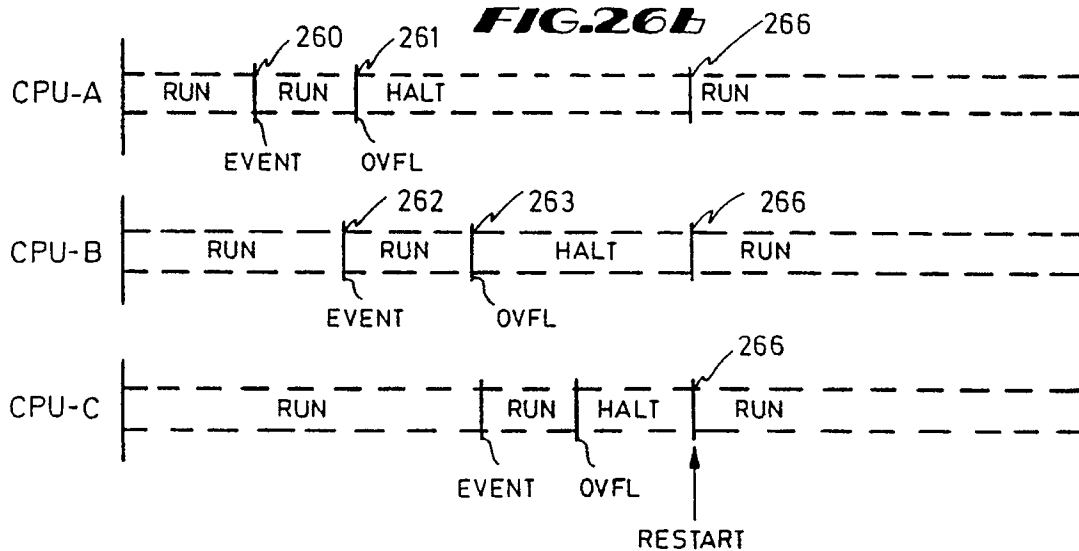 FIG.26b
260 261 266
CPU-A RUN RUN HALT RUN
EVENT OVFL
262 263 266
CPU-B RUN RUN HALT RUN
EVENT OVFL
266
CPU-C RUN RUN HALT RUN
EVENT OVFL
RESTART